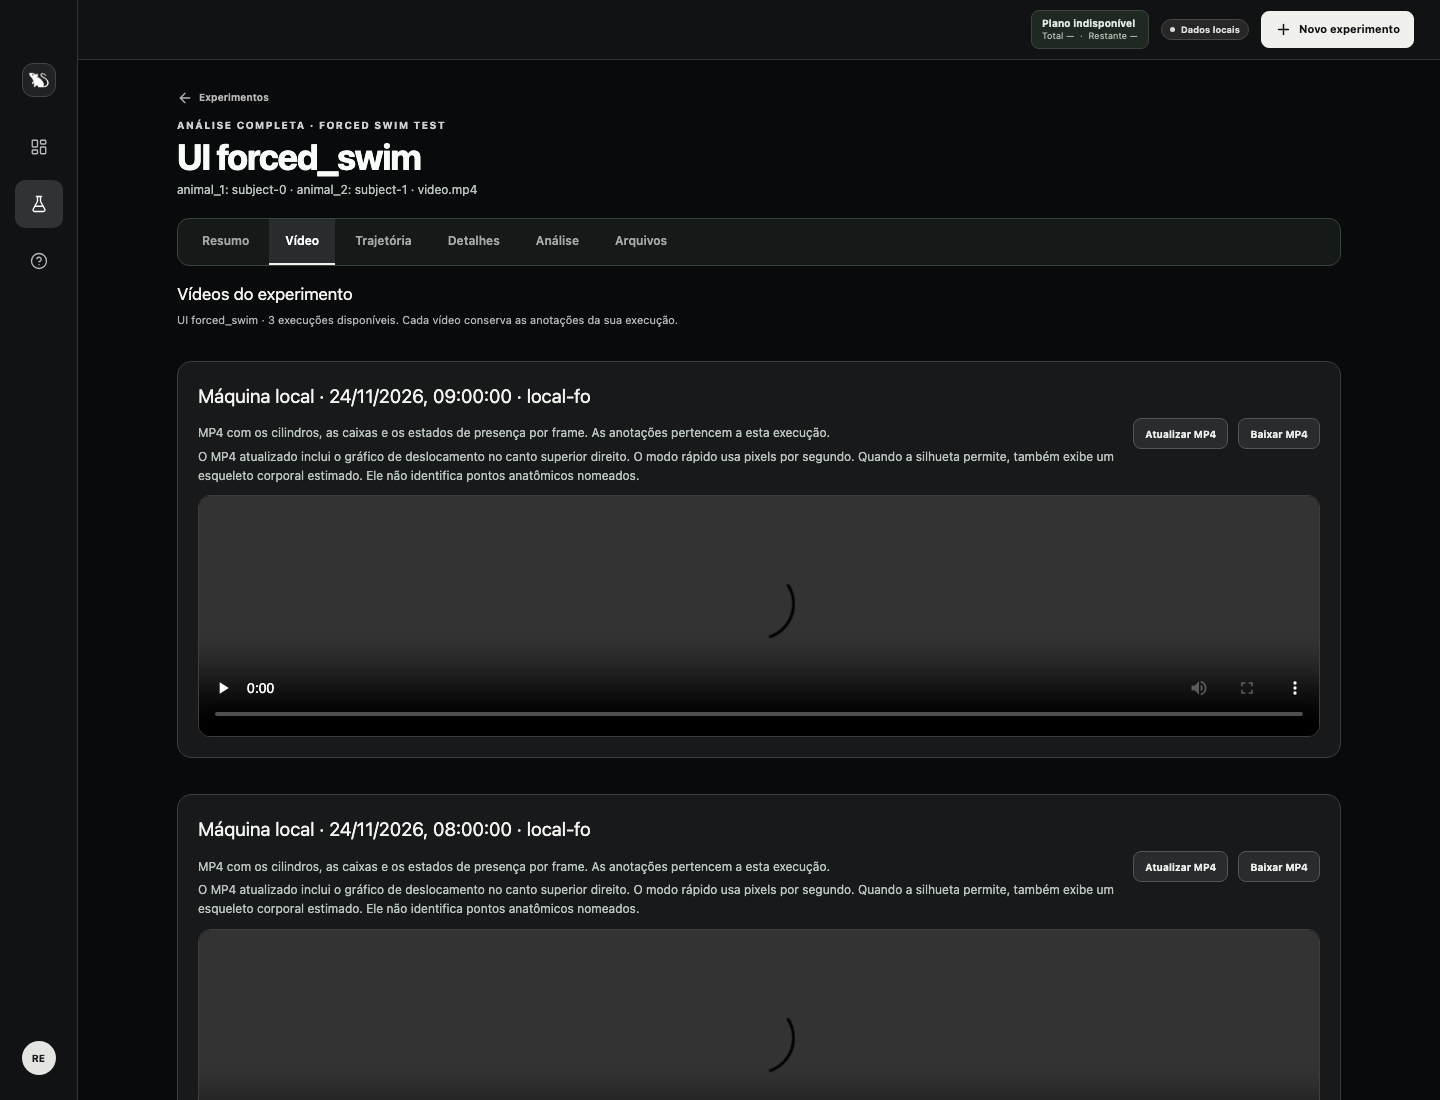 Plano indisponível
Total — · Restante —
Dados locais
Novo experimento
Experimentos
ANÁLISE COMPLETA · FORCED SWIM TEST
UI forced_swim
animal_1: subject-0 · animal_2: subject-1 · video.mp4
Resumo
Vídeo
Trajetória
Detalhes
Análise
Arquivos
Vídeos do experimento
UI forced_swim · 3 execuções disponíveis. Cada vídeo conserva as anotações da sua execução.
Máquina local · 24/11/2026, 09:00:00 · local-fo
MP4 com os cilindros, as caixas e os estados de presença por frame. As anotações pertencem a esta execução.
O MP4 atualizado inclui o gráfico de deslocamento no canto superior direito. O modo rápido usa pixels por segundo. Quando a silhueta permite, também exibe um
esqueleto corporal estimado. Ele não identifica pontos anatômicos nomeados.
Atualizar MP4
Baixar MP4
0:00
Máquina local · 24/11/2026, 08:00:00 · local-fo
MP4 com os cilindros, as caixas e os estados de presença por frame. As anotações pertencem a esta execução.
O MP4 atualizado inclui o gráfico de deslocamento no canto superior direito. O modo rápido usa pixels por segundo. Quando a silhueta permite, também exibe um
esqueleto corporal estimado. Ele não identifica pontos anatômicos nomeados.
Atualizar MP4
Baixar MP4
RE